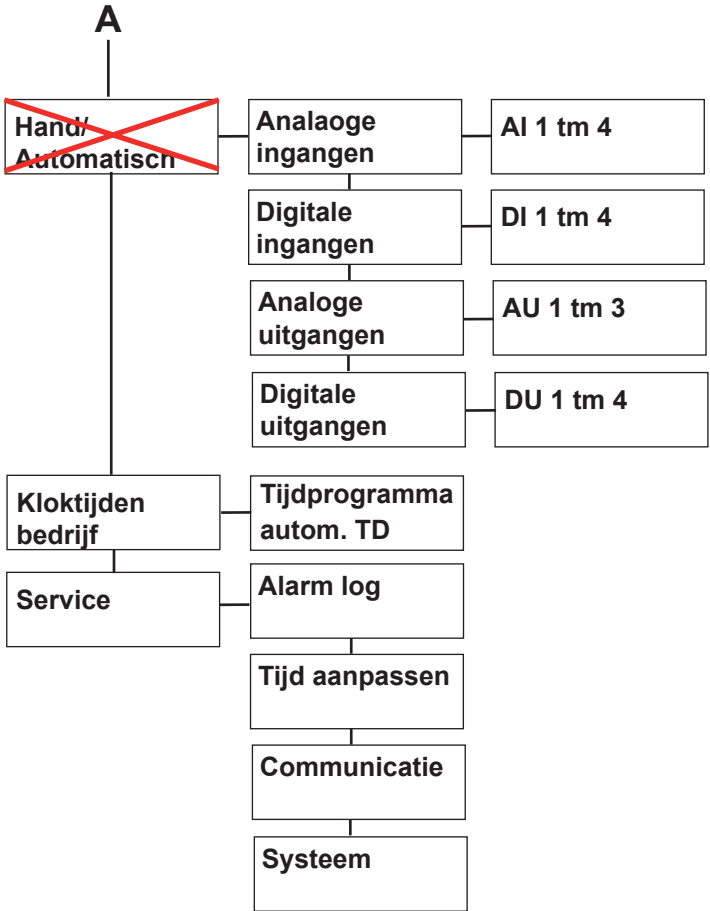 A
Hand/
Automatisch
Analaoge
ingangen
AI 1 tm 4
Digitale
ingangen
DI 1 tm 4
Analoge
uitgangen
AU 1 tm 3
Digitale
uitgangen
DU 1 tm 4
Kloktijden
bedrijf
Tijdprogramma
autom. TD
Service
Alarm log
Tijd aanpassen
Communicatie
Systeem